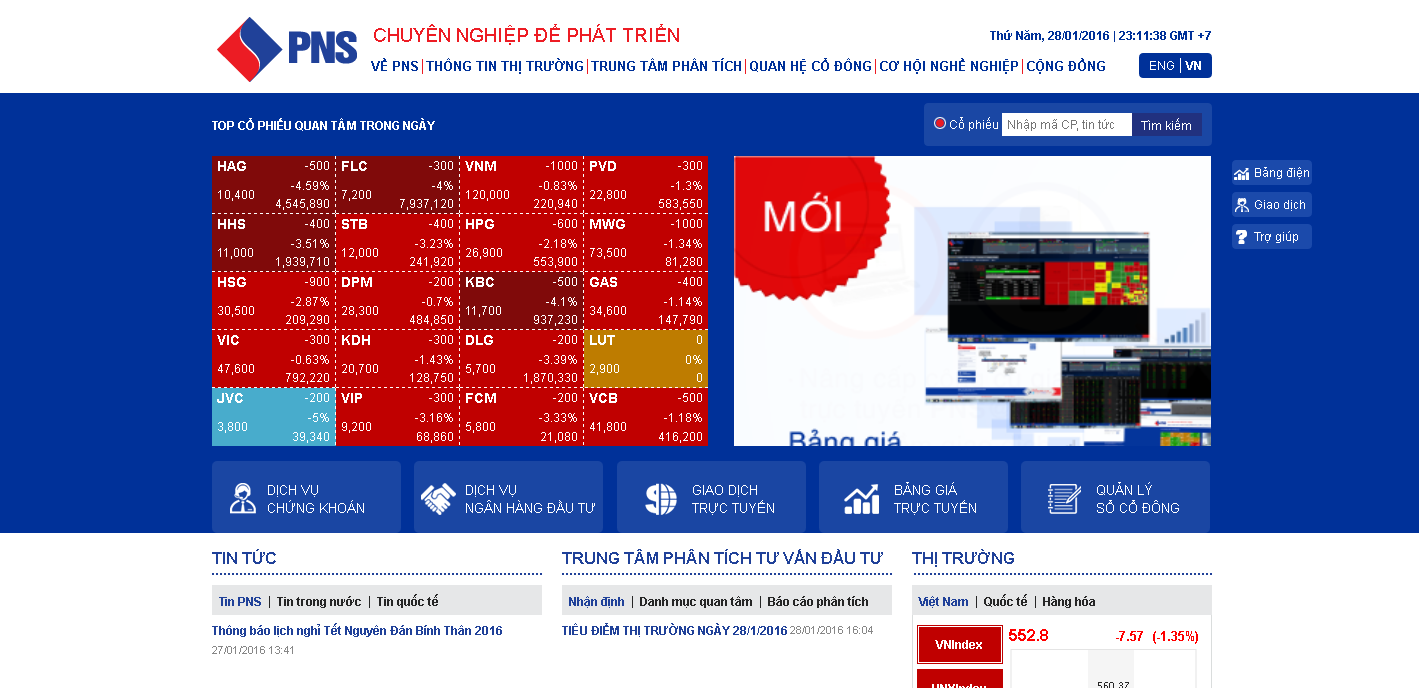 PNS
CHUYÊN NGHIỆP ĐỂ PHÁT TRIỂN
Thứ Năm, 28/01/2016 | 23:11:38 GMT +7
VỀ PNS | THÔNG TIN THỊ TRƯỜNG | TRUNG TÂM PHÂN TÍCH | QUAN HỆ CỔ ĐÔNG | CƠ HỘI NGHỀ NGHIỆP | CỘNG ĐỒNG
ENG | VN
TOP CỔ PHIẾU QUAN TÂM TRONG NGÀY
Cổ phiếu Nhập mã CP, tin tức Tìm kiếm
HAG -500 FLC -300 VNM -1000 PVD -300
-4.59% -4% -0.83% -1.3%
10,400 7,200 120,000 22,800
4,545,890 7,937,120 220,940 583,550
HHS -400 STB -400 HPG -600 MWG -1000
-3.51% -3.23% -2.18% -1.34%
11,000 12,000 26,900 73,500
1,939,710 241,920 553,900 81,280
HSG -900 DPM -200 KBC -500 GAS -400
-2.87% -0.7% -4.1% -1.14%
30,500 28,300 11,700 34,600
209,290 484,850 937,230 147,790
VIC -300 KDH -300 DLG -200 LUT 0
-0.63% -1.43% -3.39% 0%
47,600 20,700 5,700 2,900
792,220 128,750 1,870,330 0
JVC -200 VIP -300 FCM -200 VCB -500
-5% -3.16% -3.33% -1.18%
3,800 9,200 5,800 41,800
39,340 68,860 21,080 416,200
MỚI
Bảng giá
Bảng điện
Giao dịch
Trợ giúp
DỊCH VỤ
CHỨNG KHOÁN
DỊCH VỤ
NGÂN HÀNG ĐẦU TƯ
GIAO DỊCH
TRỰC TUYẾN
BẢNG GIÁ
TRỰC TUYẾN
QUẢN LÝ
SỔ CỔ ĐÔNG
TIN TỨC
Tin PNS | Tin trong nước | Tin quốc tế
Thông báo lịch nghỉ Tết Nguyên Đán Bính Thân 2016
27/01/2016 13:41
TRUNG TÂM PHÂN TÍCH TƯ VẤN ĐẦU TƯ
Nhận định | Danh mục quan tâm | Báo cáo phân tích
TIÊU ĐIỂM THỊ TRƯỜNG NGÀY 28/1/2016 28/01/2016 16:04
THỊ TRƯỜNG
Việt Nam | Quốc tế | Hàng hóa
VNIndex 552.8 -7.57 (-1.35%)
560.37
HNXIndex